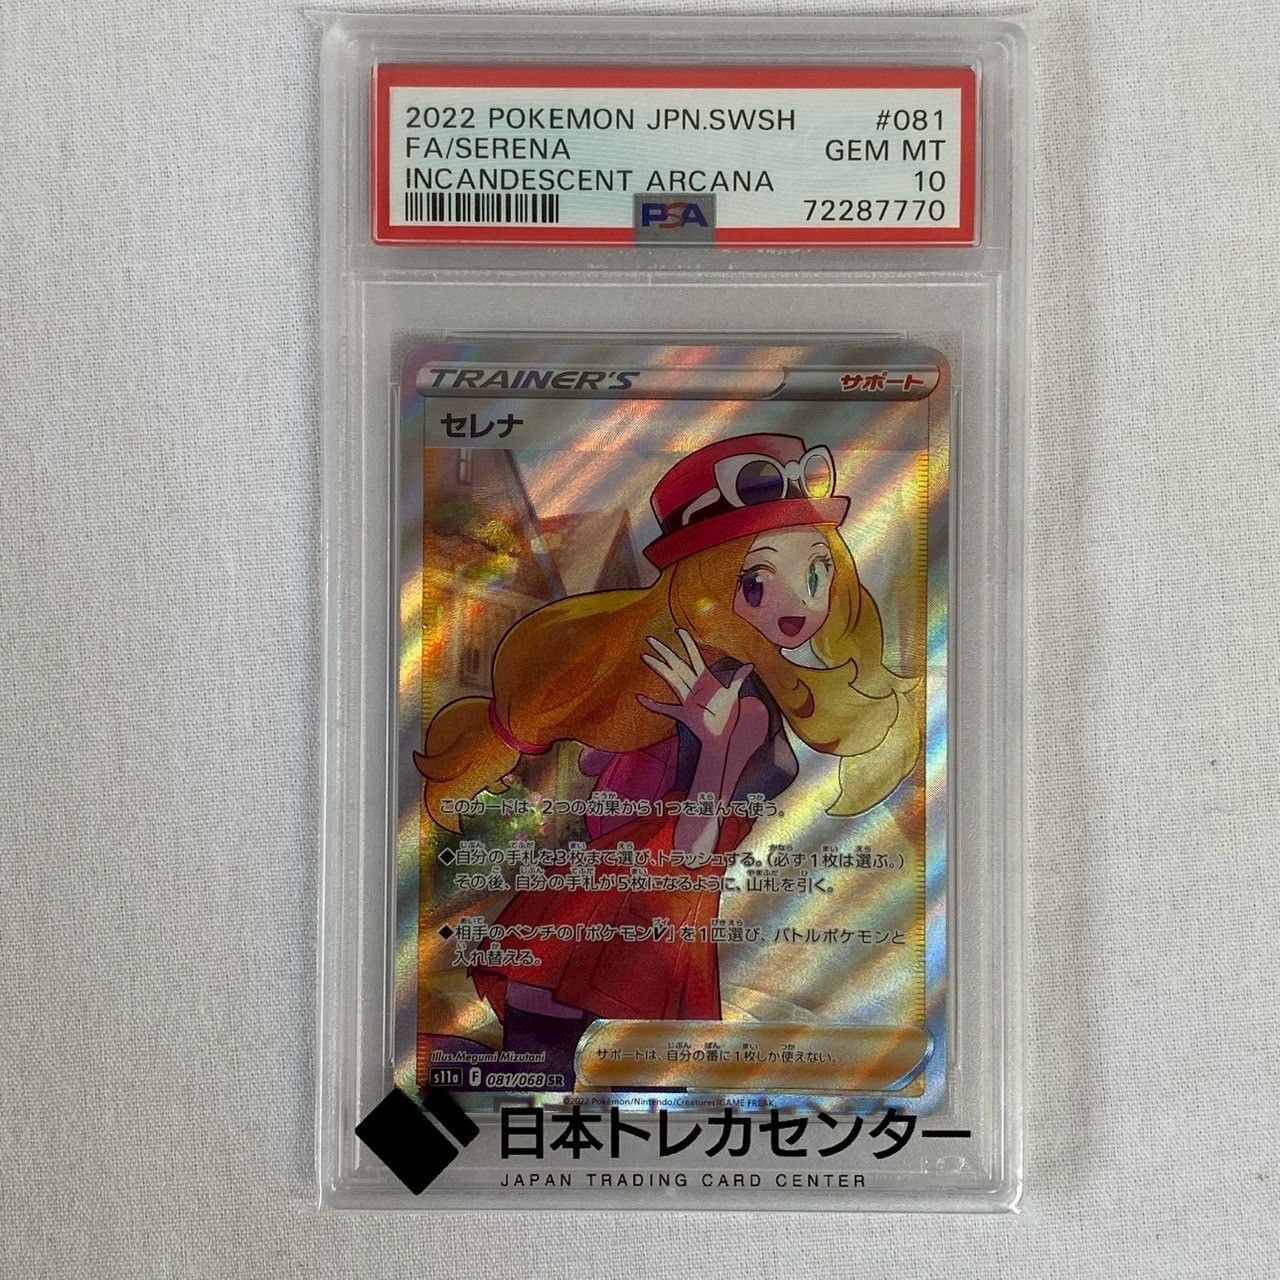 2022 POKEMON JPN.SWSH #081
FA/SERENA GEM MT
INCANDESCENT ARCANA 10
PSA 72287770
TRAINER'S サポート
セレナ
このカードは、2つの効果から1つを選んで使う。
◆自分の手札を3枚まで選び、トラッシュする。(必ず1枚は選ぶ。)
その後、自分の手札が5枚になるように、山札を引く。
◆相手のベンチの「ポケモンV」を1匹選び、バトルポケモンと
入れ替える。
サポートは、自分の番に1枚しか使えない。
Illus. Megumi Mizutani
s11a F 081/068 SR
©2022 Pokémon/Nintendo/Creatures/GAME FREAK.
日本トレカセンター
JAPAN TRADING CARD CENTER